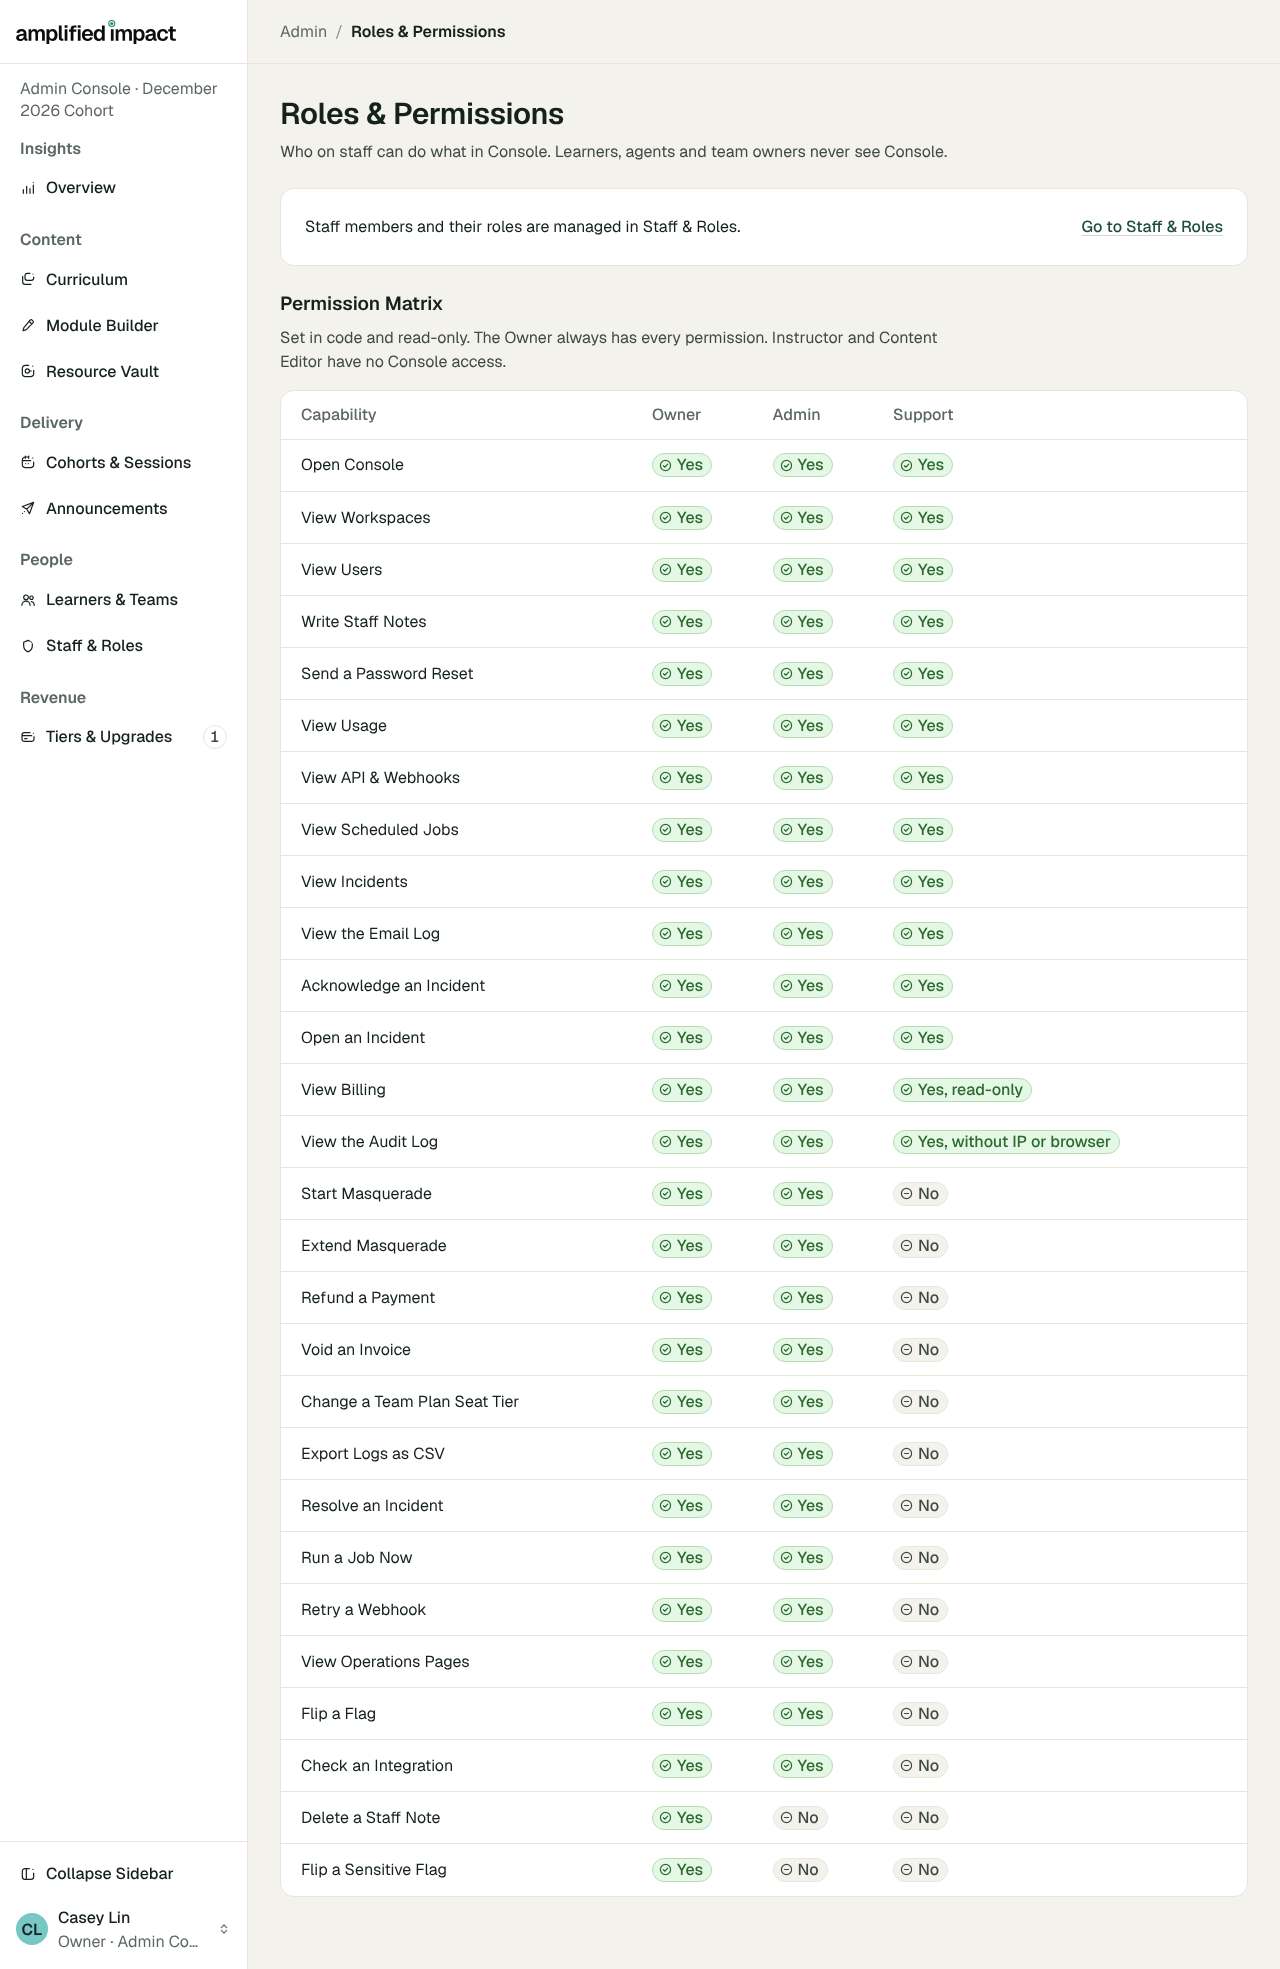 amplified impact
Admin / Roles & Permissions
Admin Console · December
2026 Cohort
Insights
Overview
Content
Curriculum
Module Builder
Resource Vault
Delivery
Cohorts & Sessions
Announcements
People
Learners & Teams
Staff & Roles
Revenue
Tiers & Upgrades 1
Collapse Sidebar
CL
Casey Lin
Owner · Admin Co...
Roles & Permissions
Who on staff can do what in Console. Learners, agents and team owners never see Console.
Staff members and their roles are managed in Staff & Roles. Go to Staff & Roles
Permission Matrix
Set in code and read-only. The Owner always has every permission. Instructor and Content
Editor have no Console access.
Capability Owner Admin Support
Open Console Yes Yes Yes
View Workspaces Yes Yes Yes
View Users Yes Yes Yes
Write Staff Notes Yes Yes Yes
Send a Password Reset Yes Yes Yes
View Usage Yes Yes Yes
View API & Webhooks Yes Yes Yes
View Scheduled Jobs Yes Yes Yes
View Incidents Yes Yes Yes
View the Email Log Yes Yes Yes
Acknowledge an Incident Yes Yes Yes
Open an Incident Yes Yes Yes
View Billing Yes Yes Yes, read-only
View the Audit Log Yes Yes Yes, without IP or browser
Start Masquerade Yes Yes No
Extend Masquerade Yes Yes No
Refund a Payment Yes Yes No
Void an Invoice Yes Yes No
Change a Team Plan Seat Tier Yes Yes No
Export Logs as CSV Yes Yes No
Resolve an Incident Yes Yes No
Run a Job Now Yes Yes No
Retry a Webhook Yes Yes No
View Operations Pages Yes Yes No
Flip a Flag Yes Yes No
Check an Integration Yes Yes No
Delete a Staff Note Yes No No
Flip a Sensitive Flag Yes No No